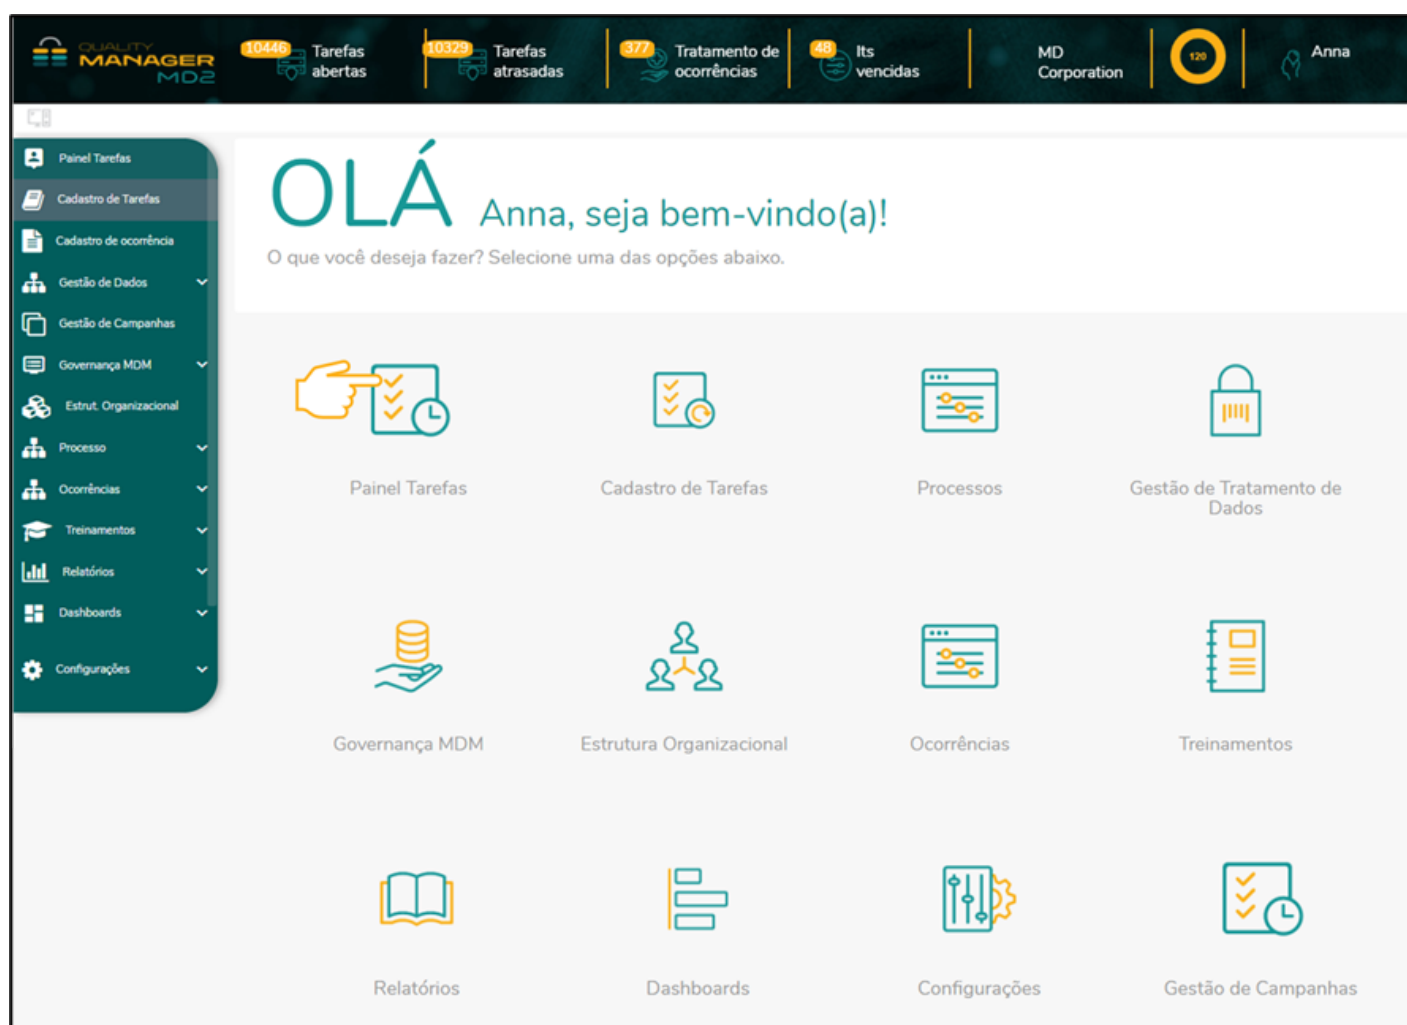 QUALITY
MANAGER
MD2
10446 Tarefas
abertas
10329 Tarefas
atrasadas
377 Tratamento de
ocorrências
48 Its
vencidas
MD
Corporation
120
Anna
Painel Tarefas
Cadastro de Tarefas
Cadastro de ocorrência
Gestão de Dados
Gestão de Campanhas
Governança MDM
Estrut. Organizacional
Processo
Ocorrências
Treinamentos
Relatórios
Dashboards
Configurações
OLÁ Anna, seja bem-vindo(a)!
O que você deseja fazer? Selecione uma das opções abaixo.
Painel Tarefas
Cadastro de Tarefas
Processos
Gestão de Tratamento de
Dados
Governança MDM
Estrutura Organizacional
Ocorrências
Treinamentos
Relatórios
Dashboards
Configurações
Gestão de Campanhas